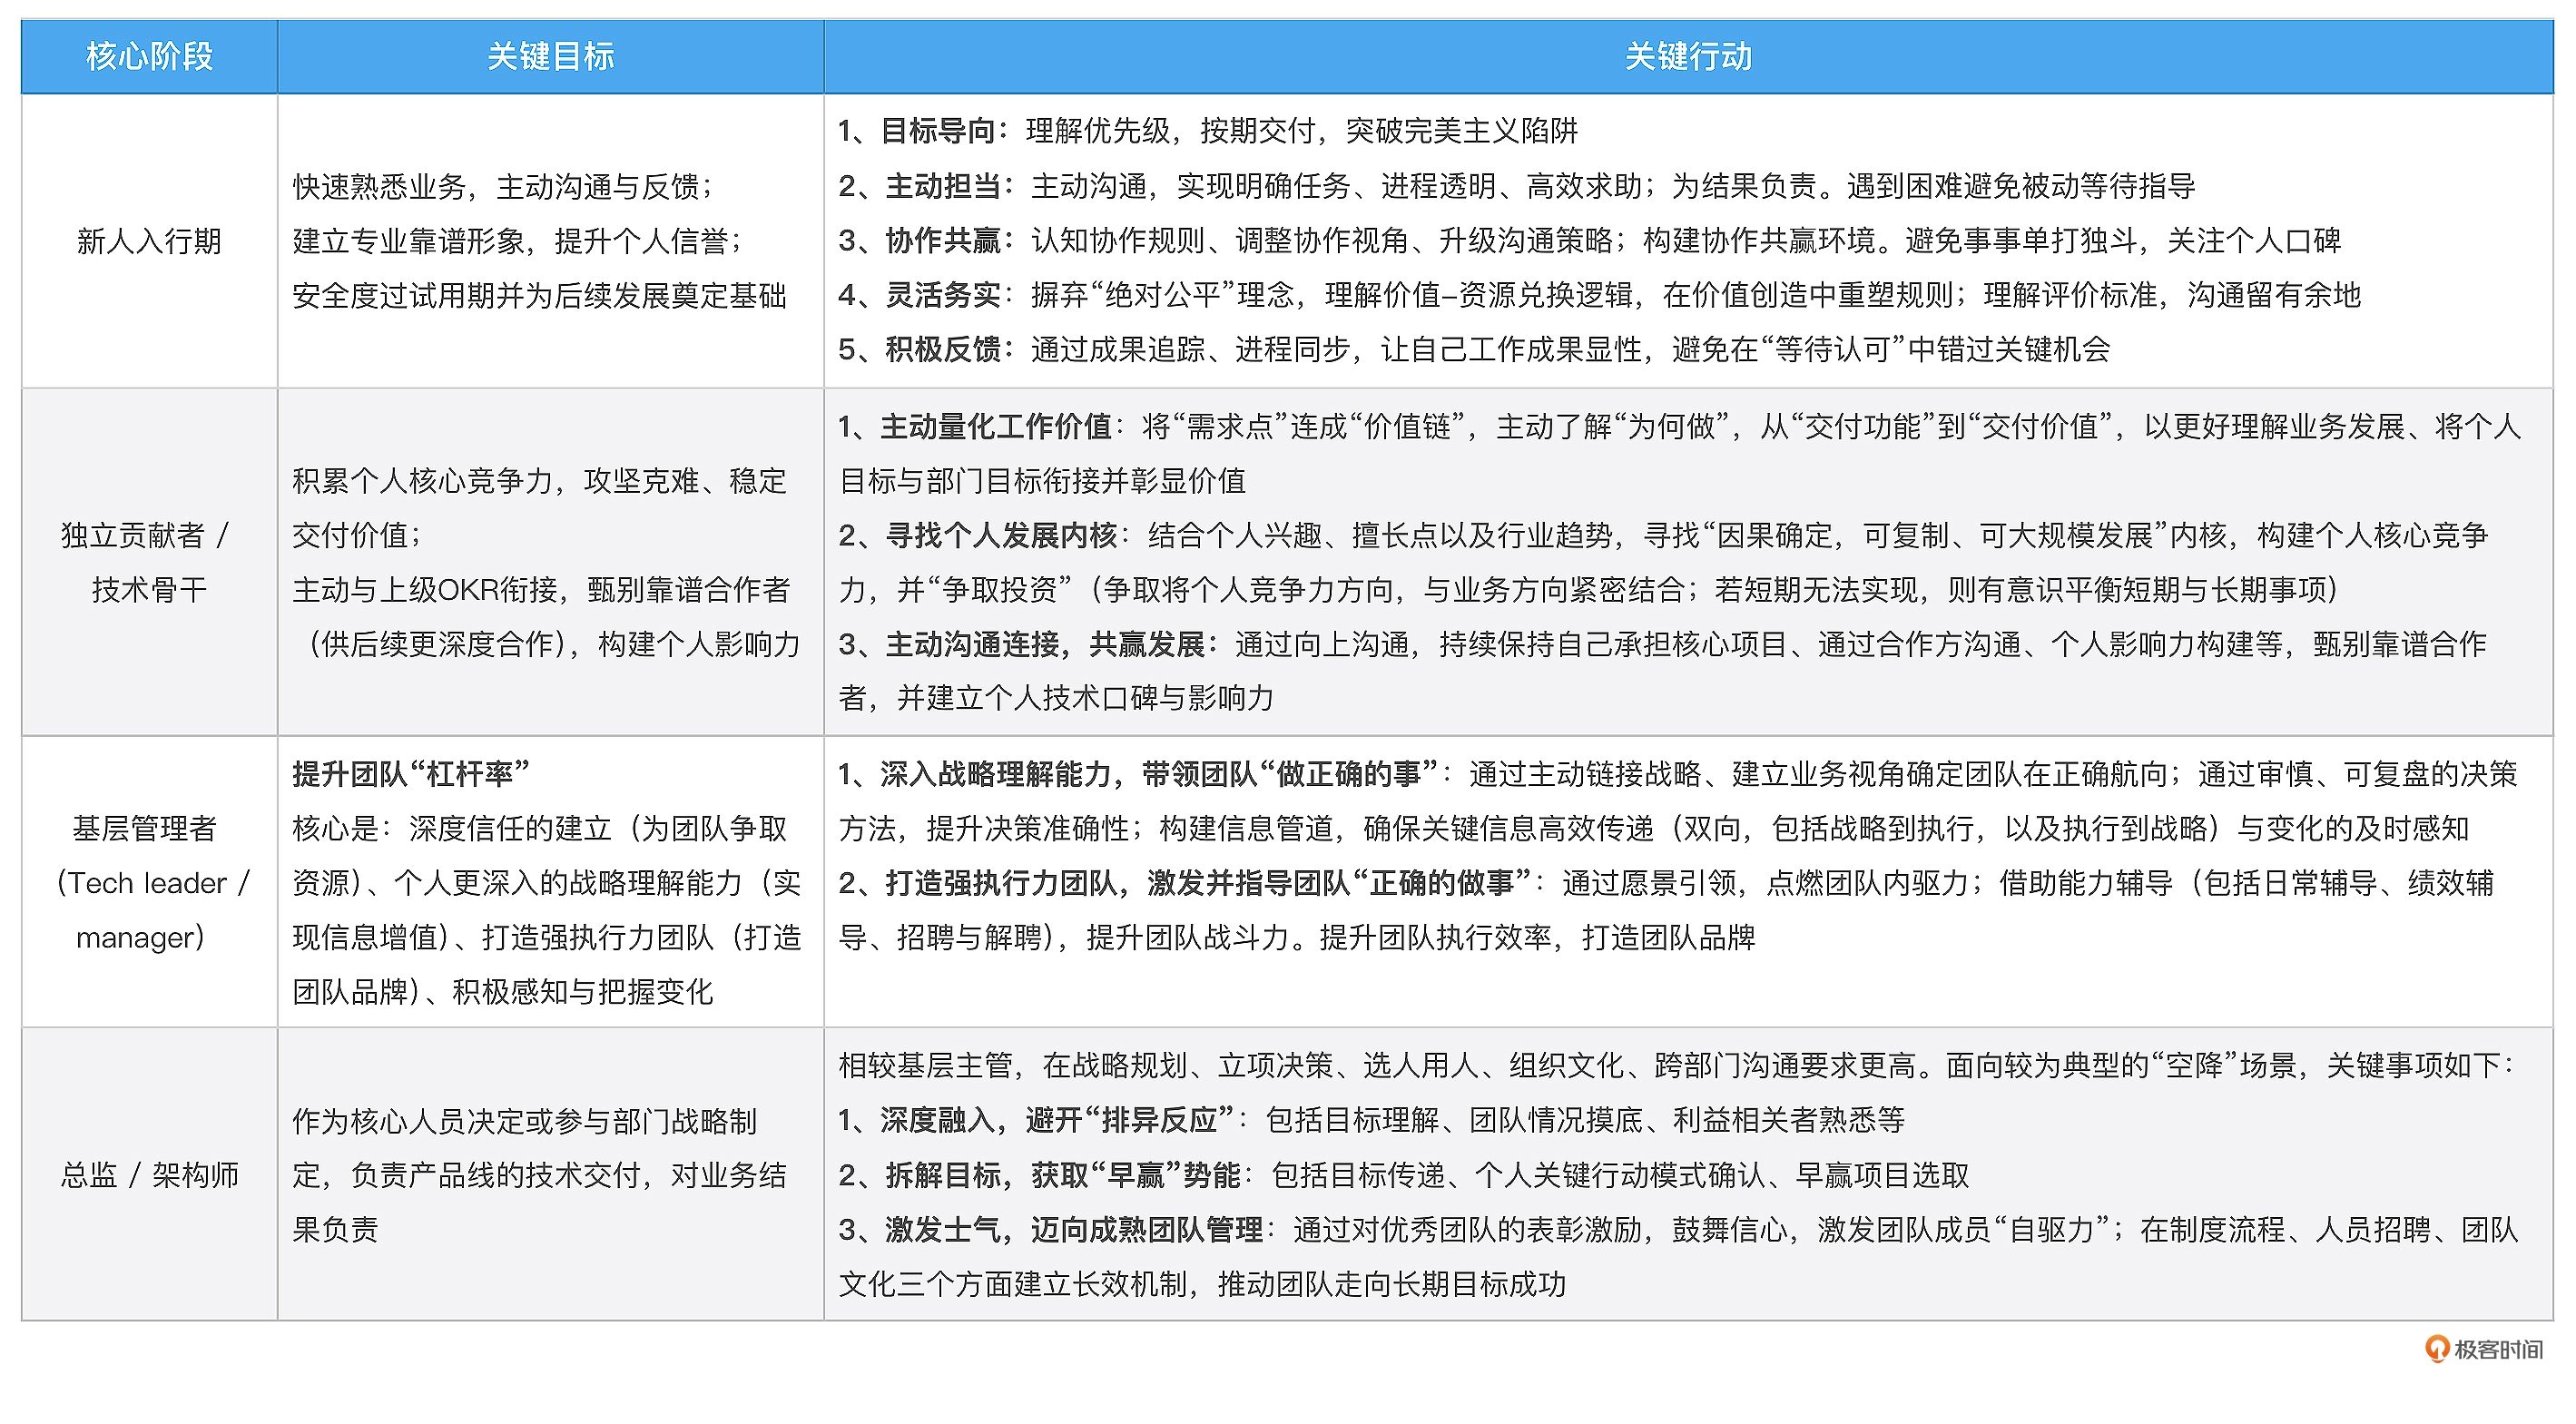 核心阶段
关键目标
关键行动
新人入行期
快速熟悉业务，主动沟通与反馈；
建立专业靠谱形象，提升个人信誉；
安全度过试用期并为后续发展奠定基础
1、目标导向：理解优先级，按期交付，突破完美主义陷阱
2、主动担当：主动沟通，实现明确任务、进程透明、高效求助；为结果负责。遇到困难避免被动等待指导
3、协作共赢：认知协作规则、调整协作视角、升级沟通策略；构建协作共赢环境。避免事事单打独斗，关注个人口碑
4、灵活务实：摒弃“绝对公平”理念，理解价值-资源兑换逻辑，在价值创造中重塑规则；理解评价标准，沟通留有余地
5、积极反馈：通过成果追踪、进程同步，让自己工作成果显性，避免在“等待认可”中错过关键机会
独立贡献者 /
技术骨干
积累个人核心竞争力，攻坚克难、稳定
交付价值；
主动与上级OKR衔接，甄别靠谱合作者
（供后续更深度合作），构建个人影响力
1、主动量化工作价值：将“需求点”连成“价值链”，主动了解“为何做”，从“交付功能”到“交付价值”，以更好理解业务发展、将个人
目标与部门目标衔接并彰显价值
2、寻找个人发展内核：结合个人兴趣、擅长点以及行业趋势，寻找“因果确定，可复制、可大规模发展”内核，构建个人核心竞争
力，并“争取投资”（争取将个人竞争力方向，与业务方向紧密结合；若短期无法实现，则有意识平衡短期与长期事项）
3、主动沟通连接，共赢发展：通过向上沟通，持续保持自己承担核心项目、通过合作方沟通、个人影响力构建等，甄别靠谱合作
者，并建立个人技术口碑与影响力
基层管理者
（Tech leader /
manager）
提升团队“杠杆率”
核心是：深度信任的建立（为团队争取
资源）、个人更深入的战略理解能力（实
现信息增值）、打造强执行力团队（打造
团队品牌）、积极感知与把握变化
1、深入战略理解能力，带领团队“做正确的事”：通过主动链接战略、建立业务视角确定团队在正确航向；通过审慎、可复盘的决策
方法，提升决策准确性；构建信息管道，确保关键信息高效传递（双向，包括战略到执行，以及执行到战略）与变化的及时感知
2、打造强执行力团队，激发并指导团队“正确的做事”：通过愿景引领，点燃团队内驱力；借助能力辅导（包括日常辅导、绩效辅
导、招聘与解聘），提升团队战斗力。提升团队执行效率，打造团队品牌
总监 / 架构师
作为核心人员决定或参与部门战略制
定，负责产品线的技术交付，对业务结
果负责
相较基层主管，在战略规划、立项决策、选人用人、组织文化、跨部门沟通要求更高。面向较为典型的“空降”场景，关键事项如下：
1、深度融入，避开“排异反应”：包括目标理解、团队情况摸底、利益相关者熟悉等
2、拆解目标，获取“早赢”势能：包括目标传递、个人关键行动模式确认、早赢项目选取
3、激发士气，迈向成熟团队管理：通过对优秀团队的表彰激励，鼓舞信心，激发团队成员“自驱力”；在制度流程、人员招聘、团队
文化三个方面建立长效机制，推动团队走向长期目标成功
极客时间